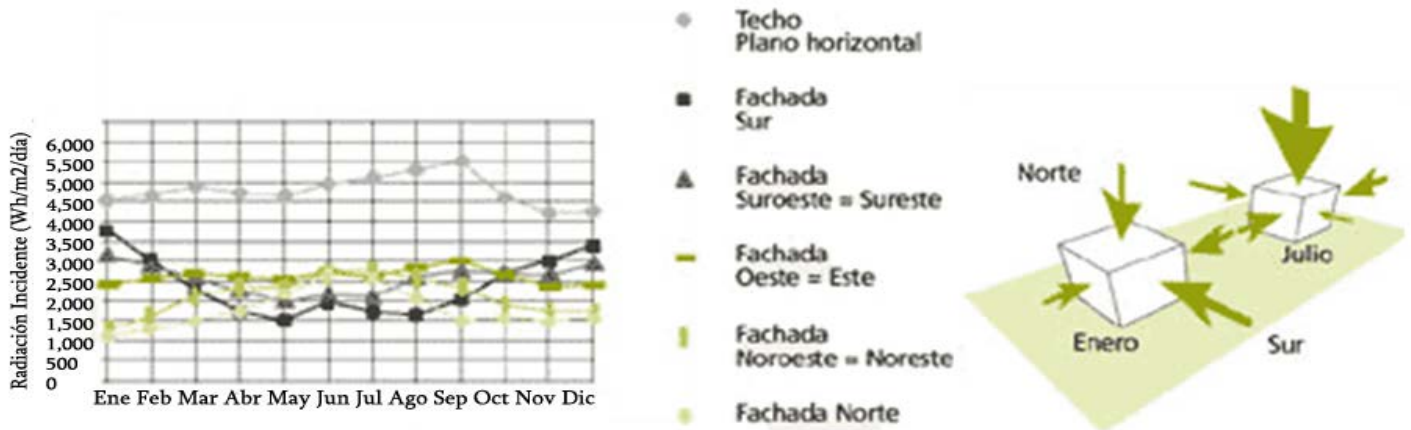 Radiación Incidente (Wh/m2/día)
6,000
5,500
5,000
4,500
4,000
3,500
3,000
2,500
2,000
1,500
1,000
500
0
Ene Feb Mar Abr May Jun Jul Ago Sep Oct Nov Dic
Techo
Plano horizontal
Fachada
Sur
Fachada
Suroeste = Sureste
Fachada
Oeste = Este
Fachada
Noroeste = Noreste
Fachada Norte
Norte
Julio
Enero
Sur